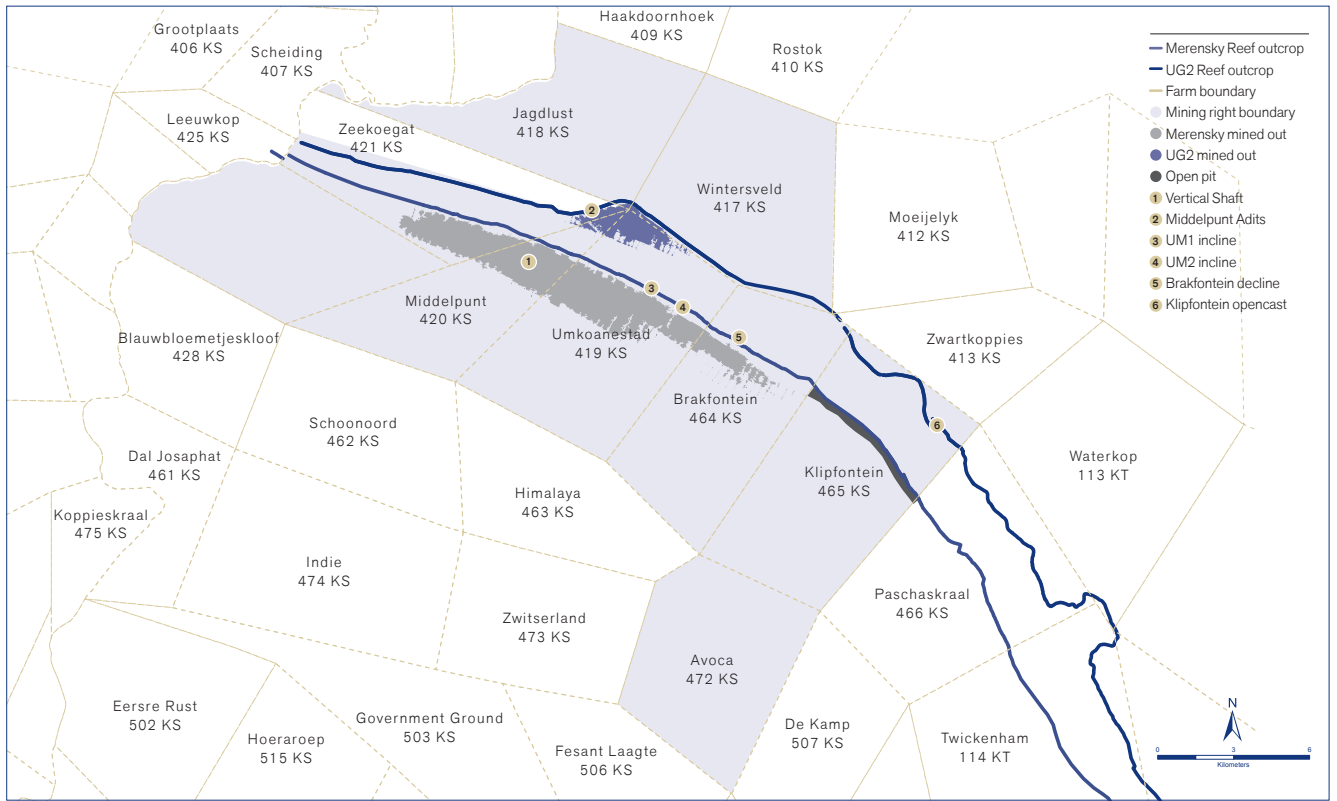 Grootplaats
406 KS
Scheiding
407 KS
Haakdoornhoek
409 KS
Rostok
410 KS
Leeuwkop
425 KS
Zeekoegat
421 KS
Jagdlust
418 KS
Wintersveld
417 KS
Moeijelyk
412 KS
Merensky Reef outcrop
UG2 Reef outcrop
Farm boundary
Mining right boundary
Merensky mined out
UG2 mined out
Open pit
1 Vertical Shaft
2 Middelpunt Adits
3 UM1 incline
4 UM2 incline
5 Brakfontein decline
6 Klipfontein opencast
2
1
3
4
5
6
Middelpunt
420 KS
Umkoanestad
419 KS
Blauwbloemetjeskloof
428 KS
Zwartkoppies
413 KS
Brakfontein
464 KS
Schoonoord
462 KS
Dal Josaphat
461 KS
Waterkop
113 KT
Klipfontein
465 KS
Himalaya
463 KS
Koppieskraal
475 KS
Indie
474 KS
Paschaskraal
466 KS
Zwitserland
473 KS
Avoca
472 KS
Eersre Rust
502 KS
Hoeraroep
515 KS
Government Ground
503 KS
Fesant Laagte
506 KS
De Kamp
507 KS
Twickenham
114 KT
N
0 3 6
Kilometers